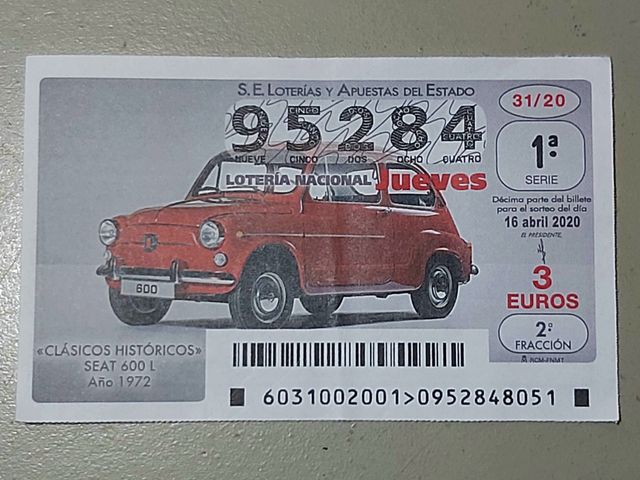 S.E. LOTERÍAS Y APUESTAS DEL ESTADO
95284
NUEVE CINCO DOS OCHO CUATRO
LOTERÍA NACIONAL Jueves
31/20
1ª
SERIE
Décima parte del billete
para el sorteo del día
16 abril 2020
EL PRESIDENTE,
3
EUROS
2ª
FRACCIÓN
RCM-FNMT
600
«CLÁSICOS HISTÓRICOS»
SEAT 600 L
Año 1972
6031002001>0952848051